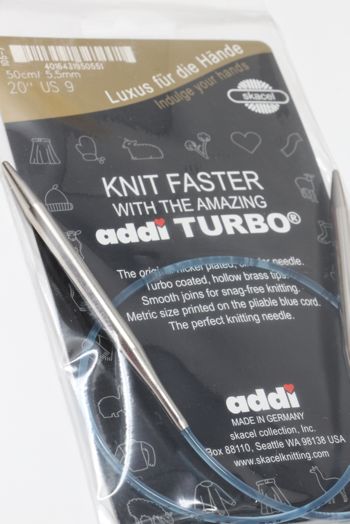 4016431950551
50cm/ 5,5mm
20" US 9
Luxus für die Hände
Indulge your hands
skacel
KNIT FASTER
WITH THE AMAZING
addi TURBO®
The nickel plated, needle.
Turbo coated, hollow brass tips.
Smooth joins for snag-free knitting.
Metric size printed on the pliable blue cord.
The perfect knitting needle.
addi
MADE IN GERMANY
skacel collection, Inc.
Box 88110, Seattle WA 98138 USA
www.skacelknitting.com